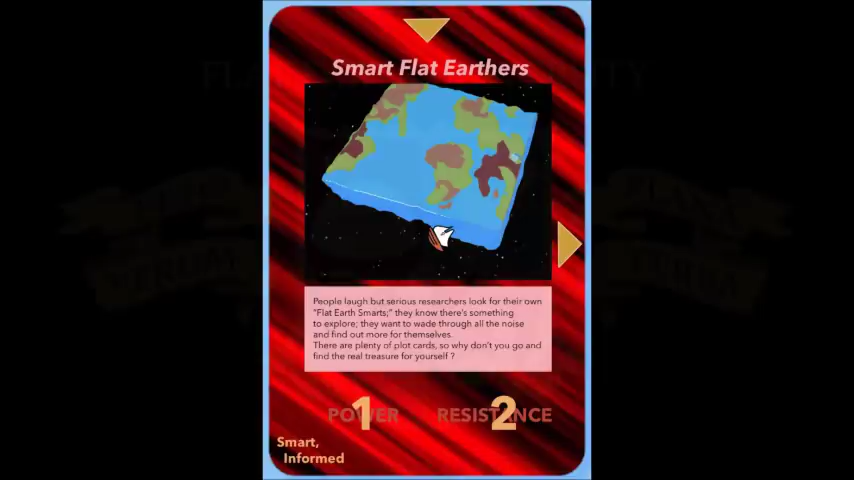 Smart Flat Earthers
People laugh but serious researchers look for their own
"Flat Earth Smarts;" they know there's something
to explore; they want to wade through all the noise
and find out more for themselves.
There are plenty of plot cards, so why don't you go and
find the real treasure for yourself ?
POWER 1 RESISTANCE 2
Smart,
Informed